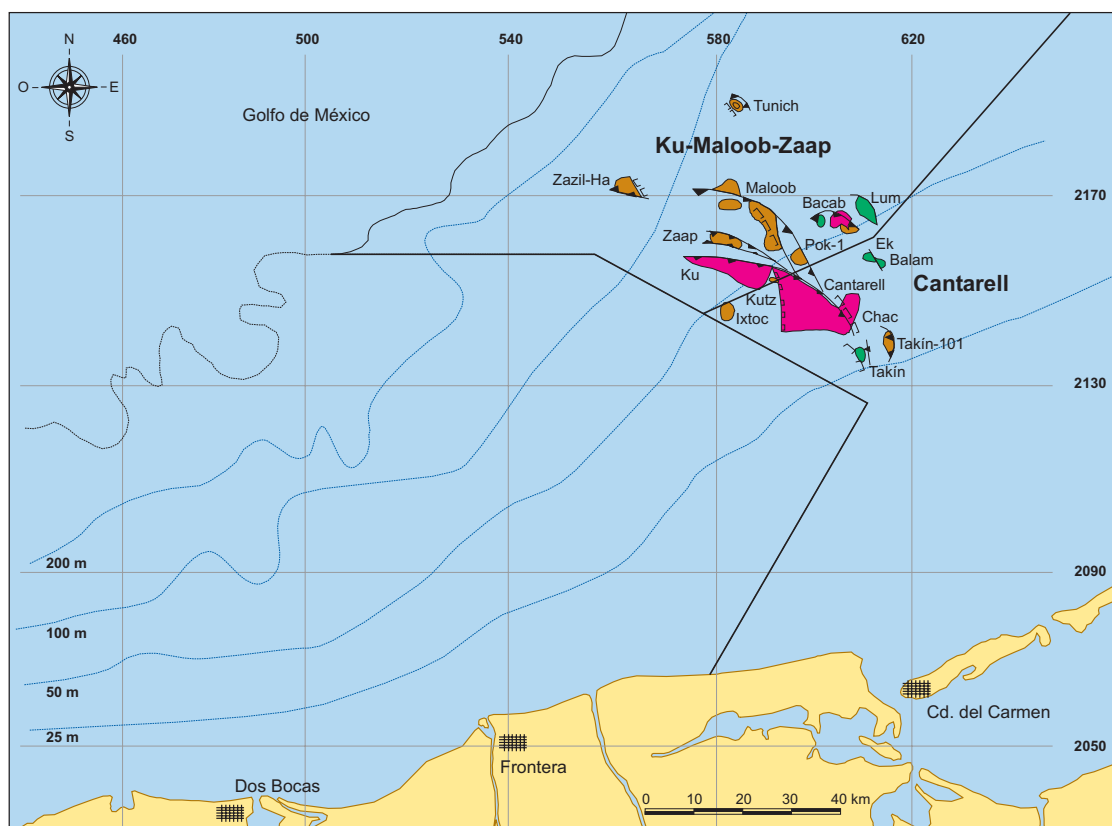 460
500
540
580
620
N
O
E
S
Golfo de México
Tunich
Ku-Maloob-Zaap
Zazil-Ha
Maloob
2170
Bacab
Lum
Zaap
Pok-1
Ek
Balam
Ku
Cantarell
Cantarell
Kutz
Ixtoc
Chac
Takín-101
Takín
2130
200 m
2090
100 m
50 m
Cd. del Carmen
25 m
2050
Frontera
Dos Bocas
0 10 20 30 40 km